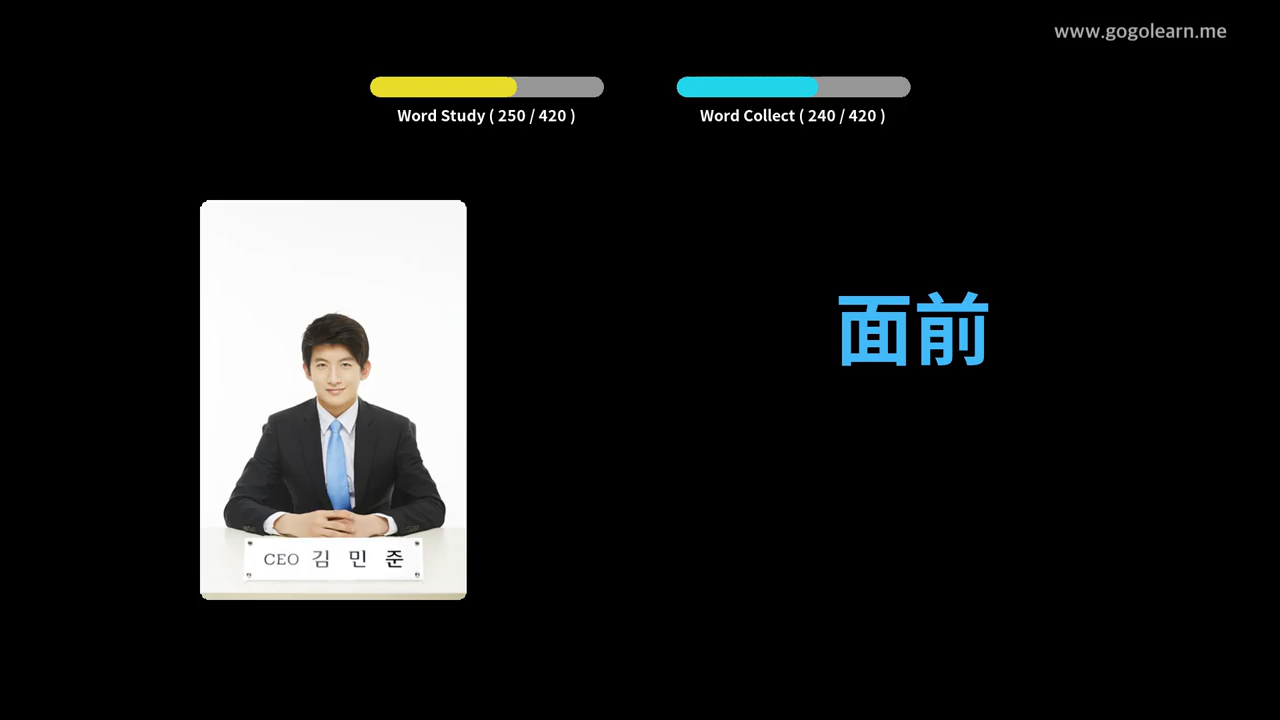 www.gogolearn.me
Word Study ( 250 / 420 )
Word Collect ( 240 / 420 )
面前
CEO 김 민 준